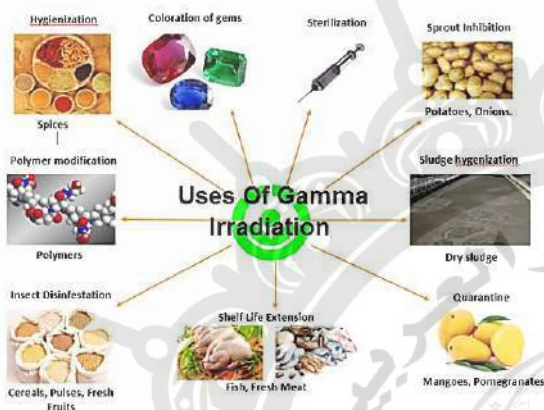 Hygienization
Coloration of gems
Sterilization
Sprout Inhibition
Spices
Potatoes, Onions.
Polymer modification
Sludge hygenization
Uses Of Gamma
Irradiation
Polymers
Dry sludge
Insect Disinfestation
Shelf Life Extension
Quarantine
Cereals, Pulses, Fresh
Fruits
Fish, Fresh Meat
Mangoes, Pomegranates